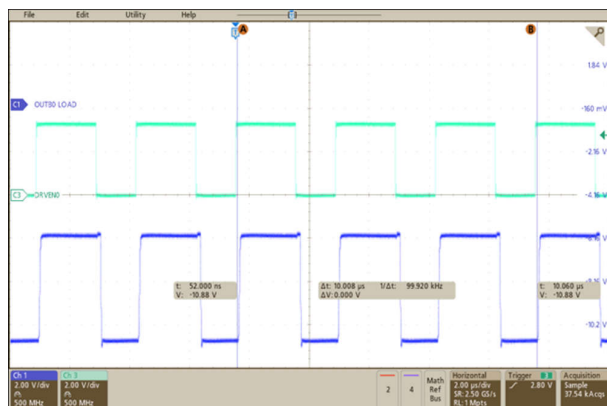 File Edit Utility Help
A
B
1.84 V
C1 OUTB0 LOAD
-160 mV
-2.16 V
C3 DRVEN0
-4.16 V
t: 52.000 ns
V: -10.88 V
Δt: 10.008 µs 1/Δt: 99.920 kHz
ΔV: 0.000 V
t: 10.060 µs
V: -10.88 V
-10.2
Ch 1
2.00 V/div
500 MHz
Ch 3
2.00 V/div
500 MHz
2
4
Math
Ref
Bus
Horizontal
2.00 µs/div
SR: 2.50 GS/s
RL: 1 Mpts
Trigger
2.80 V
Acquisition
Sample
37.54 kAcqs